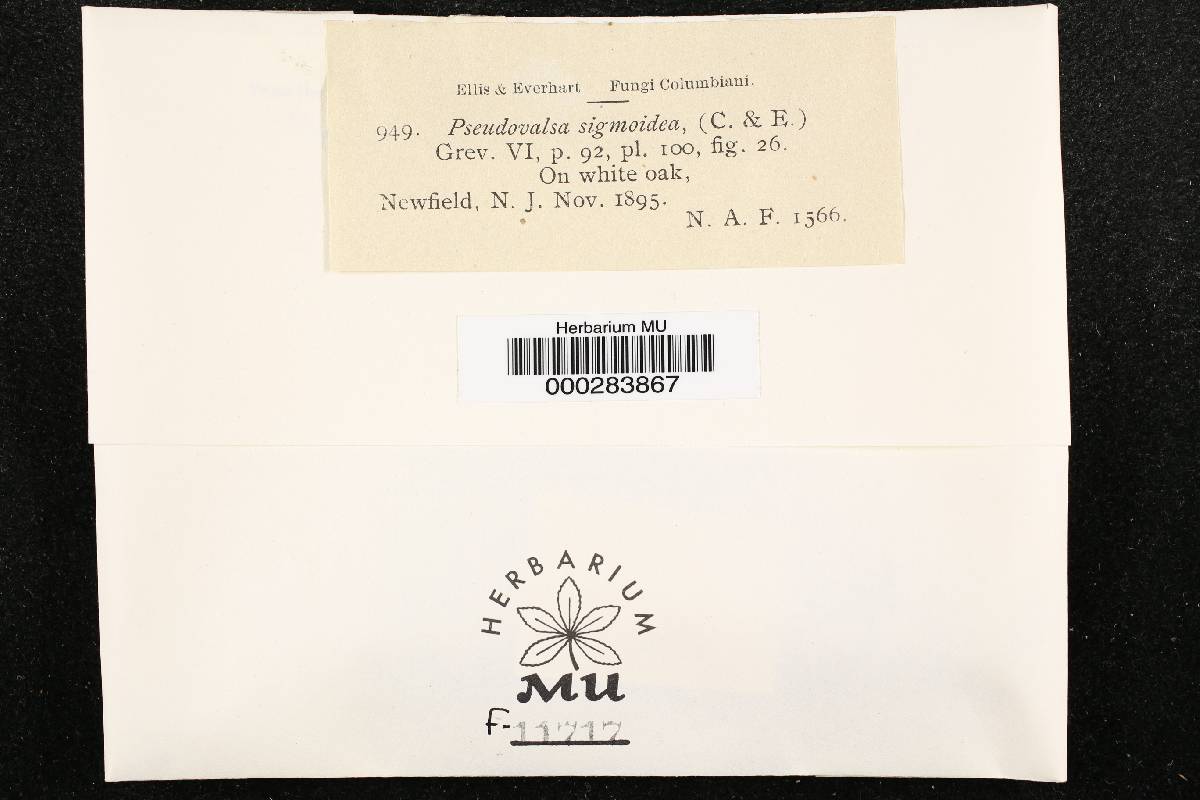 Ellis & Everhart Fungi Columbiani.
949. Pseudovalsa sigmoidea, (C. & E.)
Grev. VI, p. 92, pl. 100, fig. 26.
On white oak,
Newfield, N. J. Nov. 1895.
N. A. F. 1566.
Herbarium MU
000283867
HERBARIUM
MU
F-11717